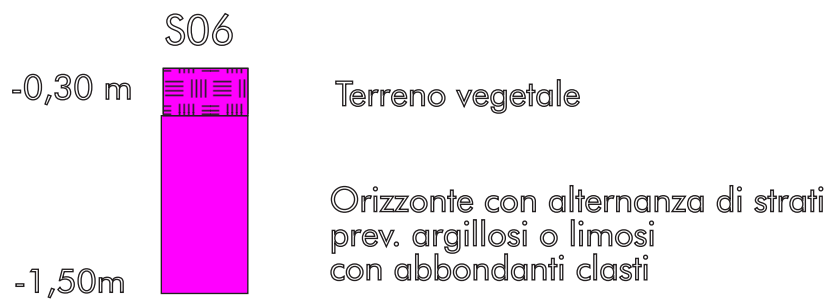 S06
-0,30 m
Terreno vegetale
Orizzonte con alternanza di strati
prev. argillosi o limosi
con abbondanti clasti
-1,50m